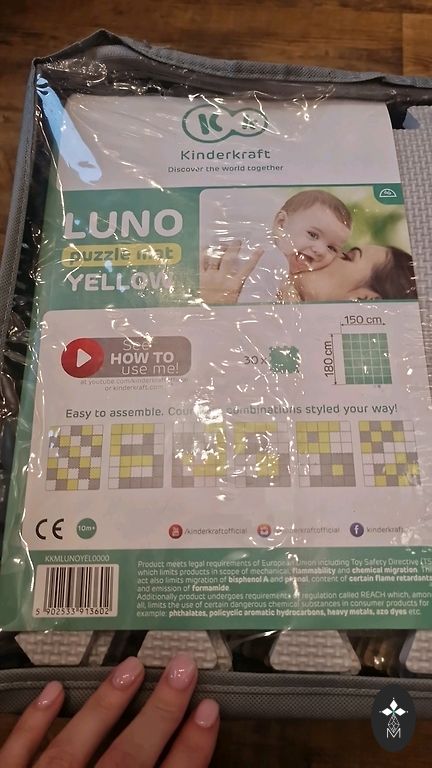 K k
Kinderkraft
Discover the world together
LUNO
puzzle mat
YELLOW
See
HOW TO
use me!
at youtube.com/kinderkraft
or kinderkraft.com
30 x
150 cm
180 cm
Easy to assemble. combinations styled your way!
CE
10m+
/kinderkraftofficial
/kinderkraftofficial
/kinderkraft
KKMLUNOYEL0000
5 902533 913602
Product meets legal requirements of European Union including Toy Safety Directive (TS
which limits products in scope of mechanical, flammability and chemical migration. Th
act also limits migration of bisphenol A and phenol, content of certain flame retardants
and emission of formamide.
Additionally product undergoes requirements of regulation called REACH which, among
all, limits the use of certain dangerous chemical substances in consumer products for
example: phthalates, policyclic aromatic hydrocarbons, heavy metals, azo dyes etc.
M